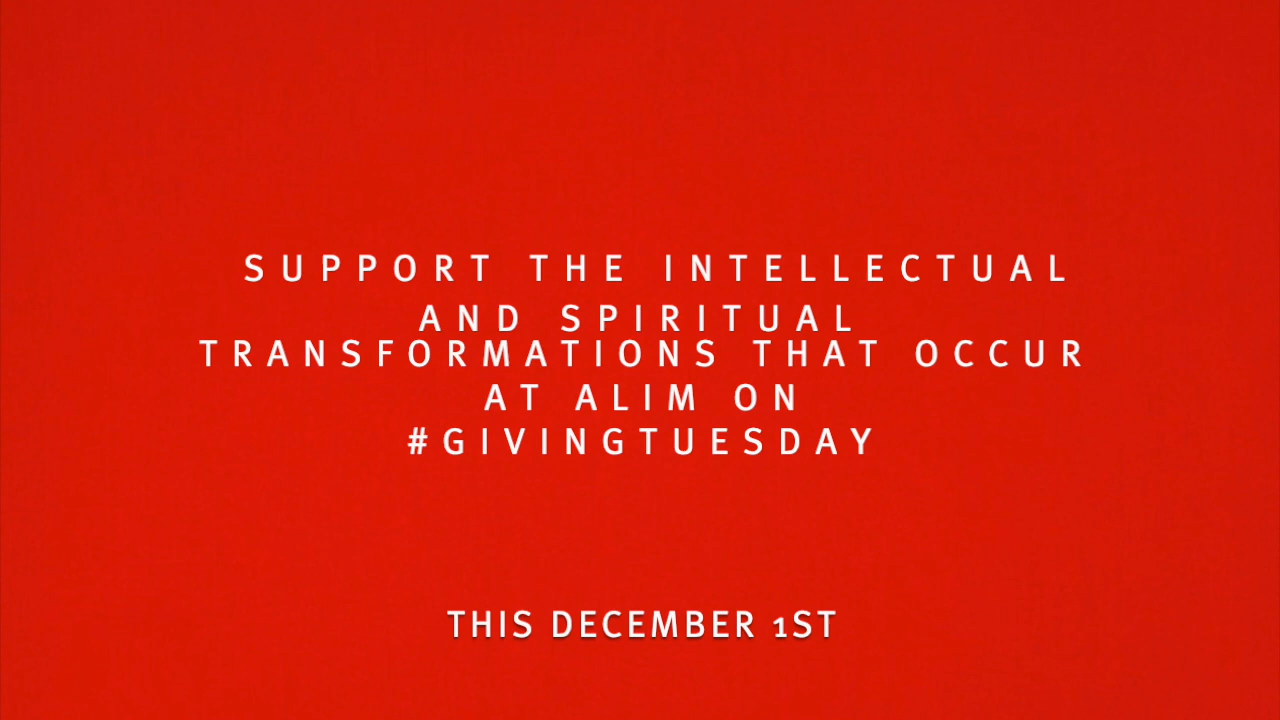 SUPPORT THE INTELLECTUAL
AND SPIRITUAL
TRANSFORMATIONS THAT OCCUR
AT ALIM ON
#GIVINGTUESDAY
THIS DECEMBER 1ST